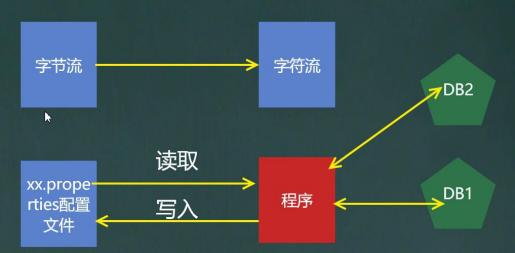 字节流
字符流
DB2
读取
xx.prope
rties配置
文件
写入
程序
DB1